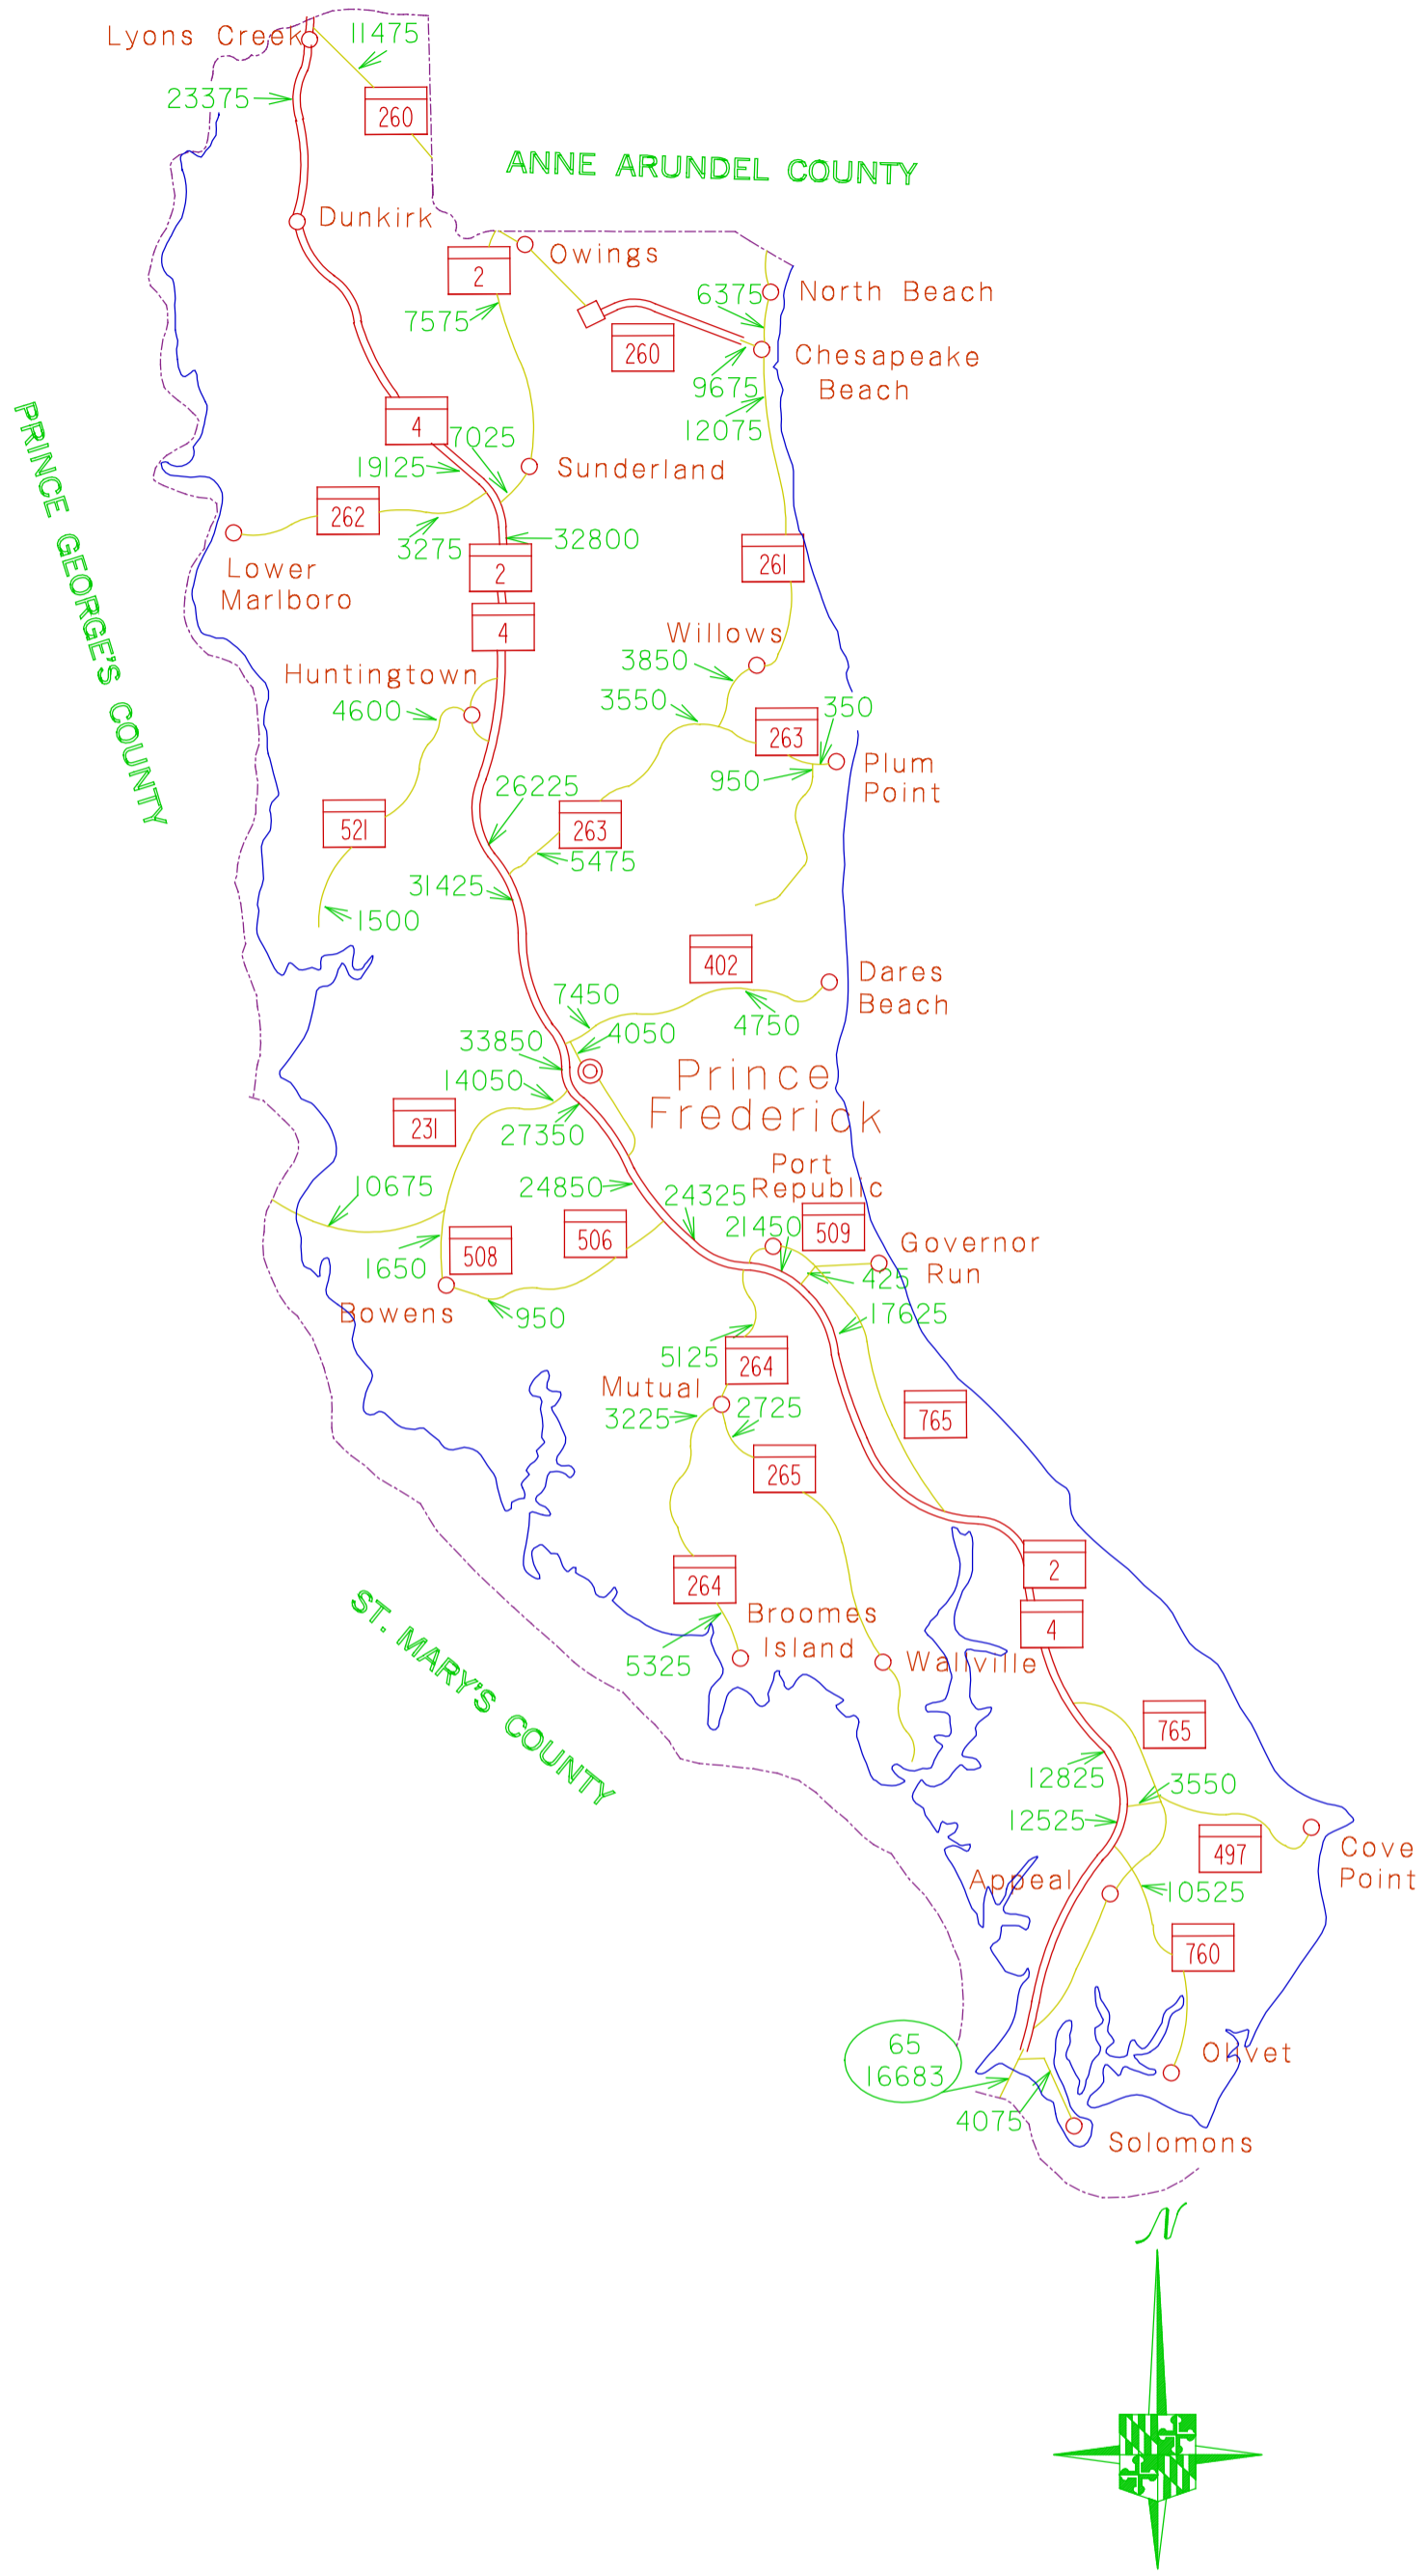 Lyons Creek
11475
23375
260
ANNE ARUNDEL COUNTY
Dunkirk
Owings
2
7575
6375
North Beach
260
Chesapeake
Beach
9675
12075
4
7025
19125
Sunderland
PRINCE GEORGE'S COUNTY
262
3275
32800
Lower
Marlboro
2
261
4
Willows
3850
Huntingtown
4600
3550
350
263
Plum
Point
950
26225
521
263
5475
31425
1500
402
Dares
Beach
7450
4750
4050
33850
14050
Prince
Frederick
231
27350
Port
Republic
10675
24850
24325
21450
509
506
508
1650
Governor
Run
425
Bowens
950
17625
5125
264
Mutual
3225
2725
765
265
2
264
4
Broomes
Island
5325
Wallville
ST. MARY'S COUNTY
765
12825
3550
12525
497
Cove
Point
Appeal
10525
760
65
16683
Olivet
4075
Solomons
N